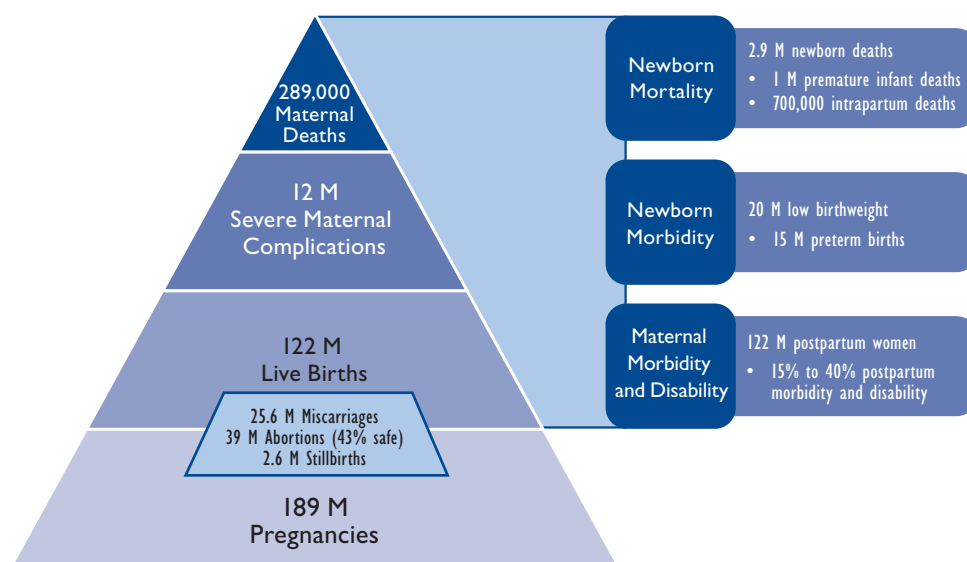 289,000
Maternal
Deaths
12 M
Severe Maternal
Complications
122 M
Live Births
25.6 M Miscarriages
39 M Abortions (43% safe)
2.6 M Stillbirths
189 M
Pregnancies
Newborn
Mortality
2.9 M newborn deaths
• 1 M premature infant deaths
• 700,000 intrapartum deaths
Newborn
Morbidity
20 M low birthweight
• 15 M preterm births
Maternal
Morbidity
and Disability
122 M postpartum women
• 15% to 40% postpartum
morbidity and disability